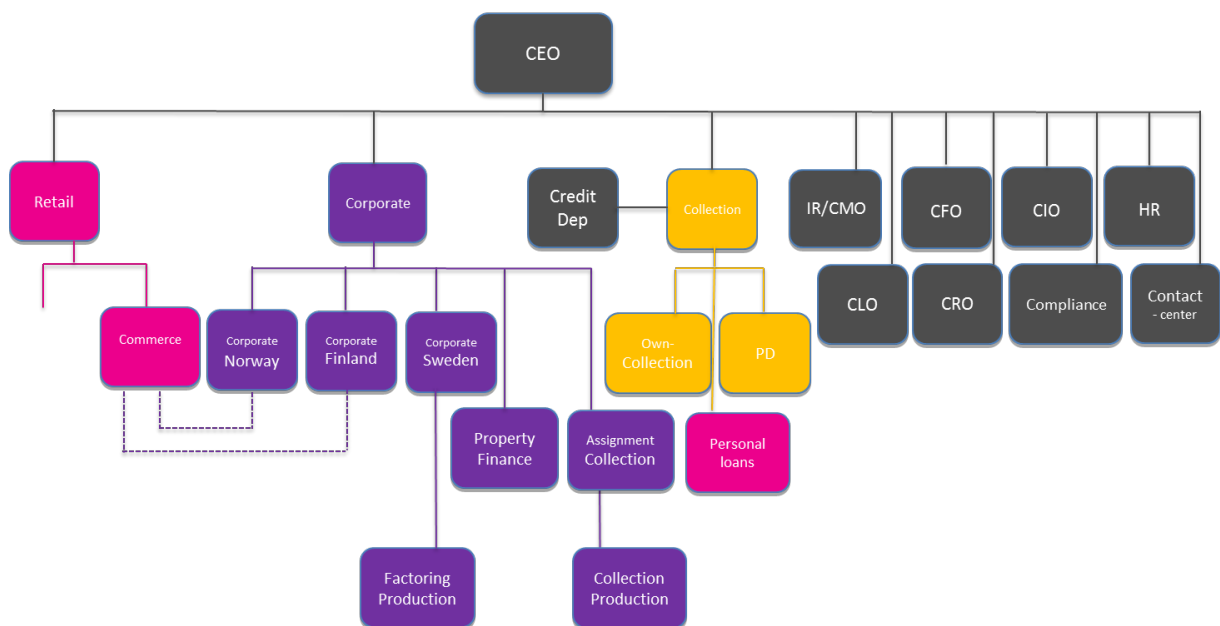 CEO
Retail
Corporate
Credit
Dep
Collection
IR/CMO
CFO
CIO
HR
CLO
CRO
Compliance
Contact
- center
Commerce
Corporate
Norway
Corporate
Finland
Corporate
Sweden
Own-
Collection
PD
Property
Finance
Assignment
Collection
Personal
loans
Factoring
Production
Collection
Production